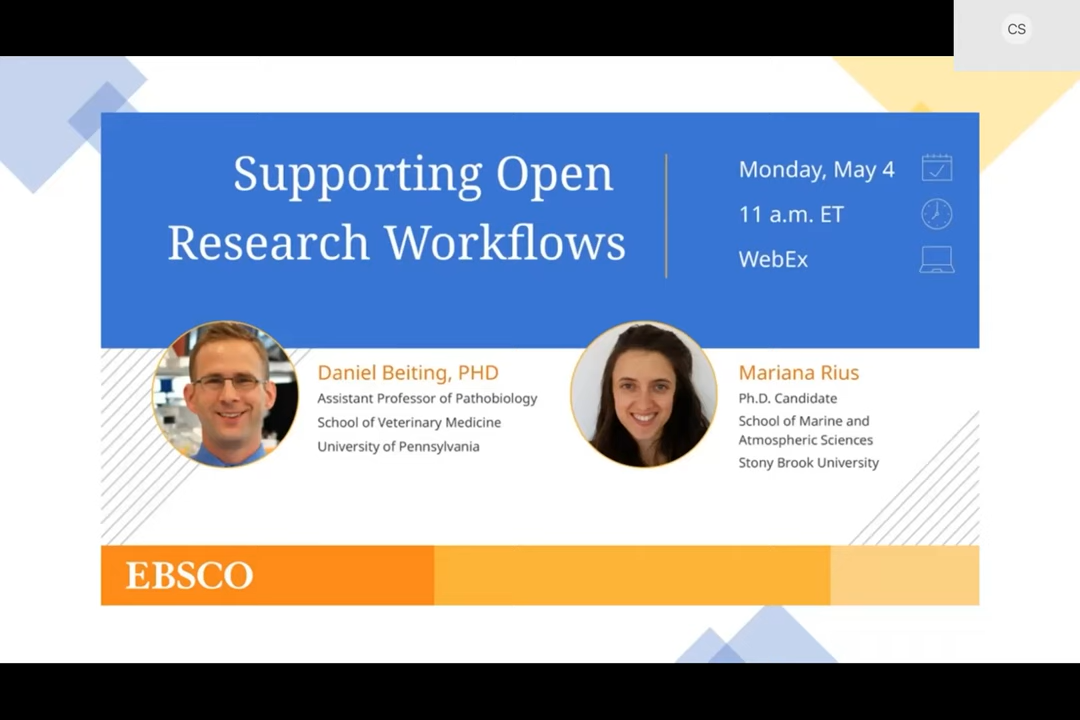 CS
Supporting Open
Research Workflows
Monday, May 4
11 a.m. ET
WebEx
Daniel Beiting, PHD
Assistant Professor of Pathobiology
School of Veterinary Medicine
University of Pennsylvania
Mariana Rius
Ph.D. Candidate
School of Marine and
Atmospheric Sciences
Stony Brook University
EBSCO